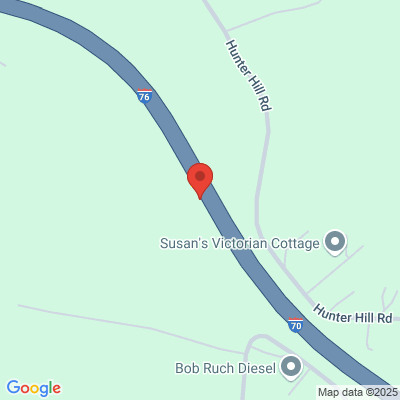 Hunter Hill Rd
76
Susan's Victorian Cottage
Hunter Hill Rd
70
Bob Ruch Diesel
Google
Map data ©2025